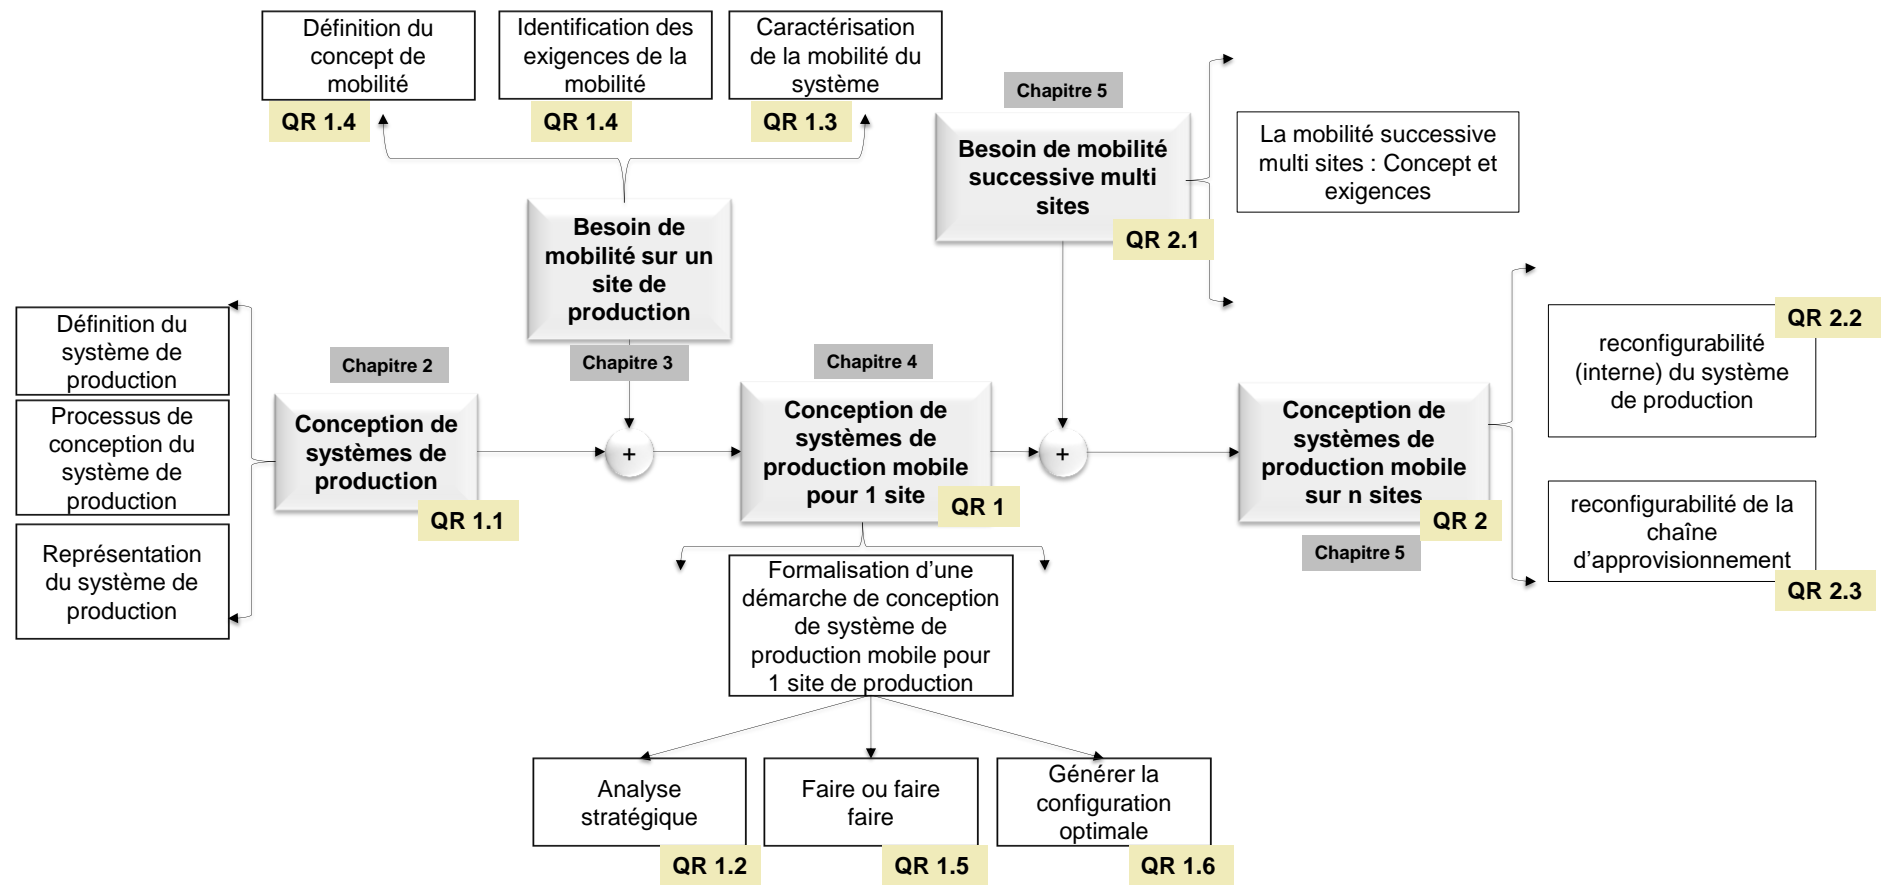 Définition du
concept de
mobilité
QR 1.4
Identification des
exigences de la
mobilité
QR 1.4
Caractérisation
de la mobilité du
système
QR 1.3
Chapitre 5
Besoin de mobilité
successive multi
sites
QR 2.1
La mobilité successive
multi sites : Concept et
exigences
Besoin de
mobilité sur un
site de
production
Chapitre 3
Définition du
système de
production
Processus de
conception du
système de
production
Représentation
du système de
production
Chapitre 2
Conception de
systèmes de
production
QR 1.1
+
Chapitre 4
Conception de
systèmes de
production mobile
pour 1 site
QR 1
+
Conception de
systèmes de
production mobile
sur n sites
QR 2
Chapitre 5
QR 2.2
reconfigurabilité
(interne) du système
de production
reconfigurabilité de la
chaîne
d’approvisionnement
QR 2.3
Formalisation d’une
démarche de conception
de système de
production mobile pour
1 site de production
Analyse
stratégique
QR 1.2
Faire ou faire
faire
QR 1.5
Générer la
configuration
optimale
QR 1.6